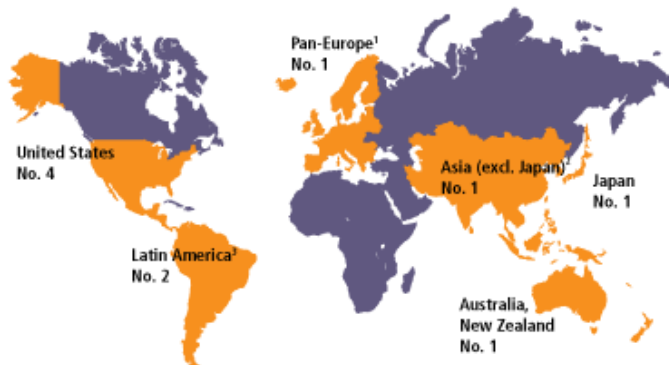 Pan-Europe¹
No. 1
United States
No. 4
Asia (excl. Japan)²
No. 1
Japan
No. 1
Latin America³
No. 2
Australia,
New Zealand
No. 1